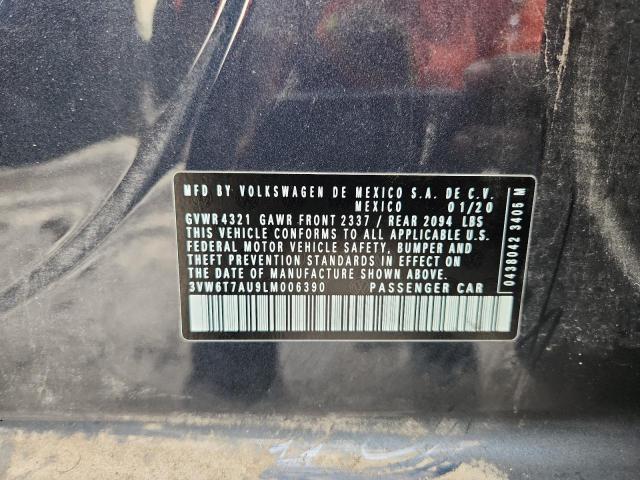 MFD BY VOLKSWAGEN DE MEXICO S.A. DE C.V.
MEXICO 01/20
GVWR 4321 GAWR FRONT 2337 / REAR 2094 LBS
THIS VEHICLE CONFORMS TO ALL APPLICABLE U.S.
FEDERAL MOTOR VEHICLE SAFETY, BUMPER AND
THEFT PREVENTION STANDARDS IN EFFECT ON
THE DATE OF MANUFACTURE SHOWN ABOVE.
3VW6T7AU9LM006390 PASSENGER CAR
0438042 3406 M